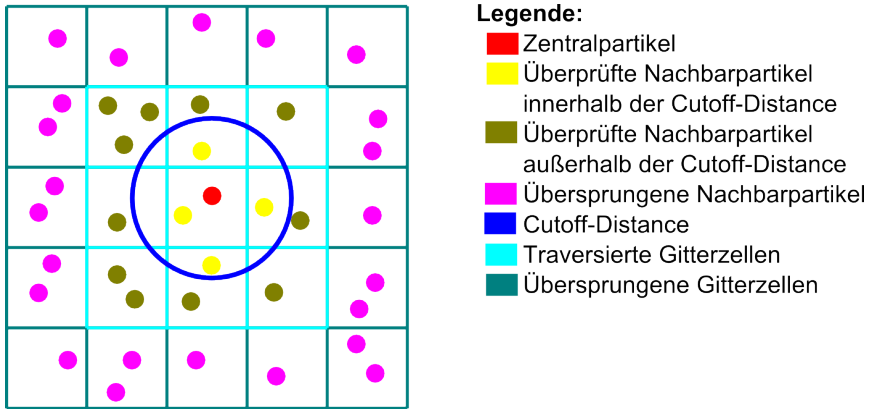 Legende:
Zentralpartikel
Überprüfte Nachbarpartikel
innerhalb der Cutoff-Distance
Überprüfte Nachbarpartikel
außerhalb der Cutoff-Distance
Übersprungene Nachbarpartikel
Cutoff-Distance
Traversierte Gitterzellen
Übersprungene Gitterzellen